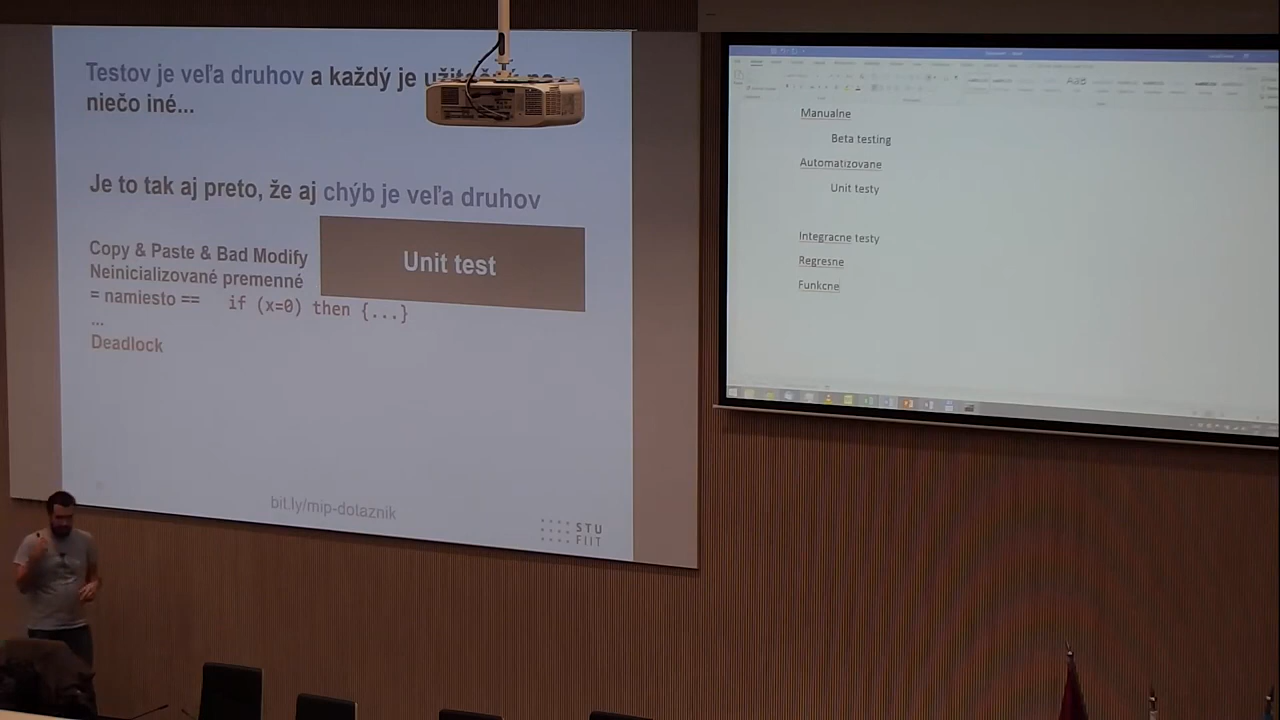 Testov je veľa druhov a každý je
niečo iné...
Je to tak aj preto, že aj chýb je veľa druhov
Copy & Paste & Bad Modify
Neinicializované premenné
= namiesto == if (x=0) then {...}
...
Deadlock
Unit test
bit.ly/mip-dotaznik
STU
FIIT
Manualne
Beta testing
Automatizovane
Unit testy
Integracne testy
Regresne
Funkcne